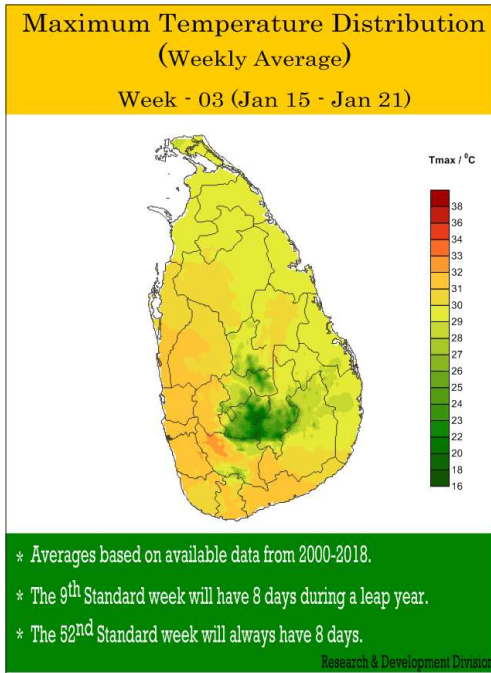 Maximum Temperature Distribution
(Weekly Average)
Week - 03 (Jan 15 - Jan 21)
Tmax / ⁰C
38
36
34
33
32
31
30
29
28
27
26
25
24
23
22
20
18
16
* Averages based on available data from 2000-2018.
* The 9th Standard week will have 8 days during a leap year.
* The 52nd Standard week will always have 8 days.
Research & Development Division